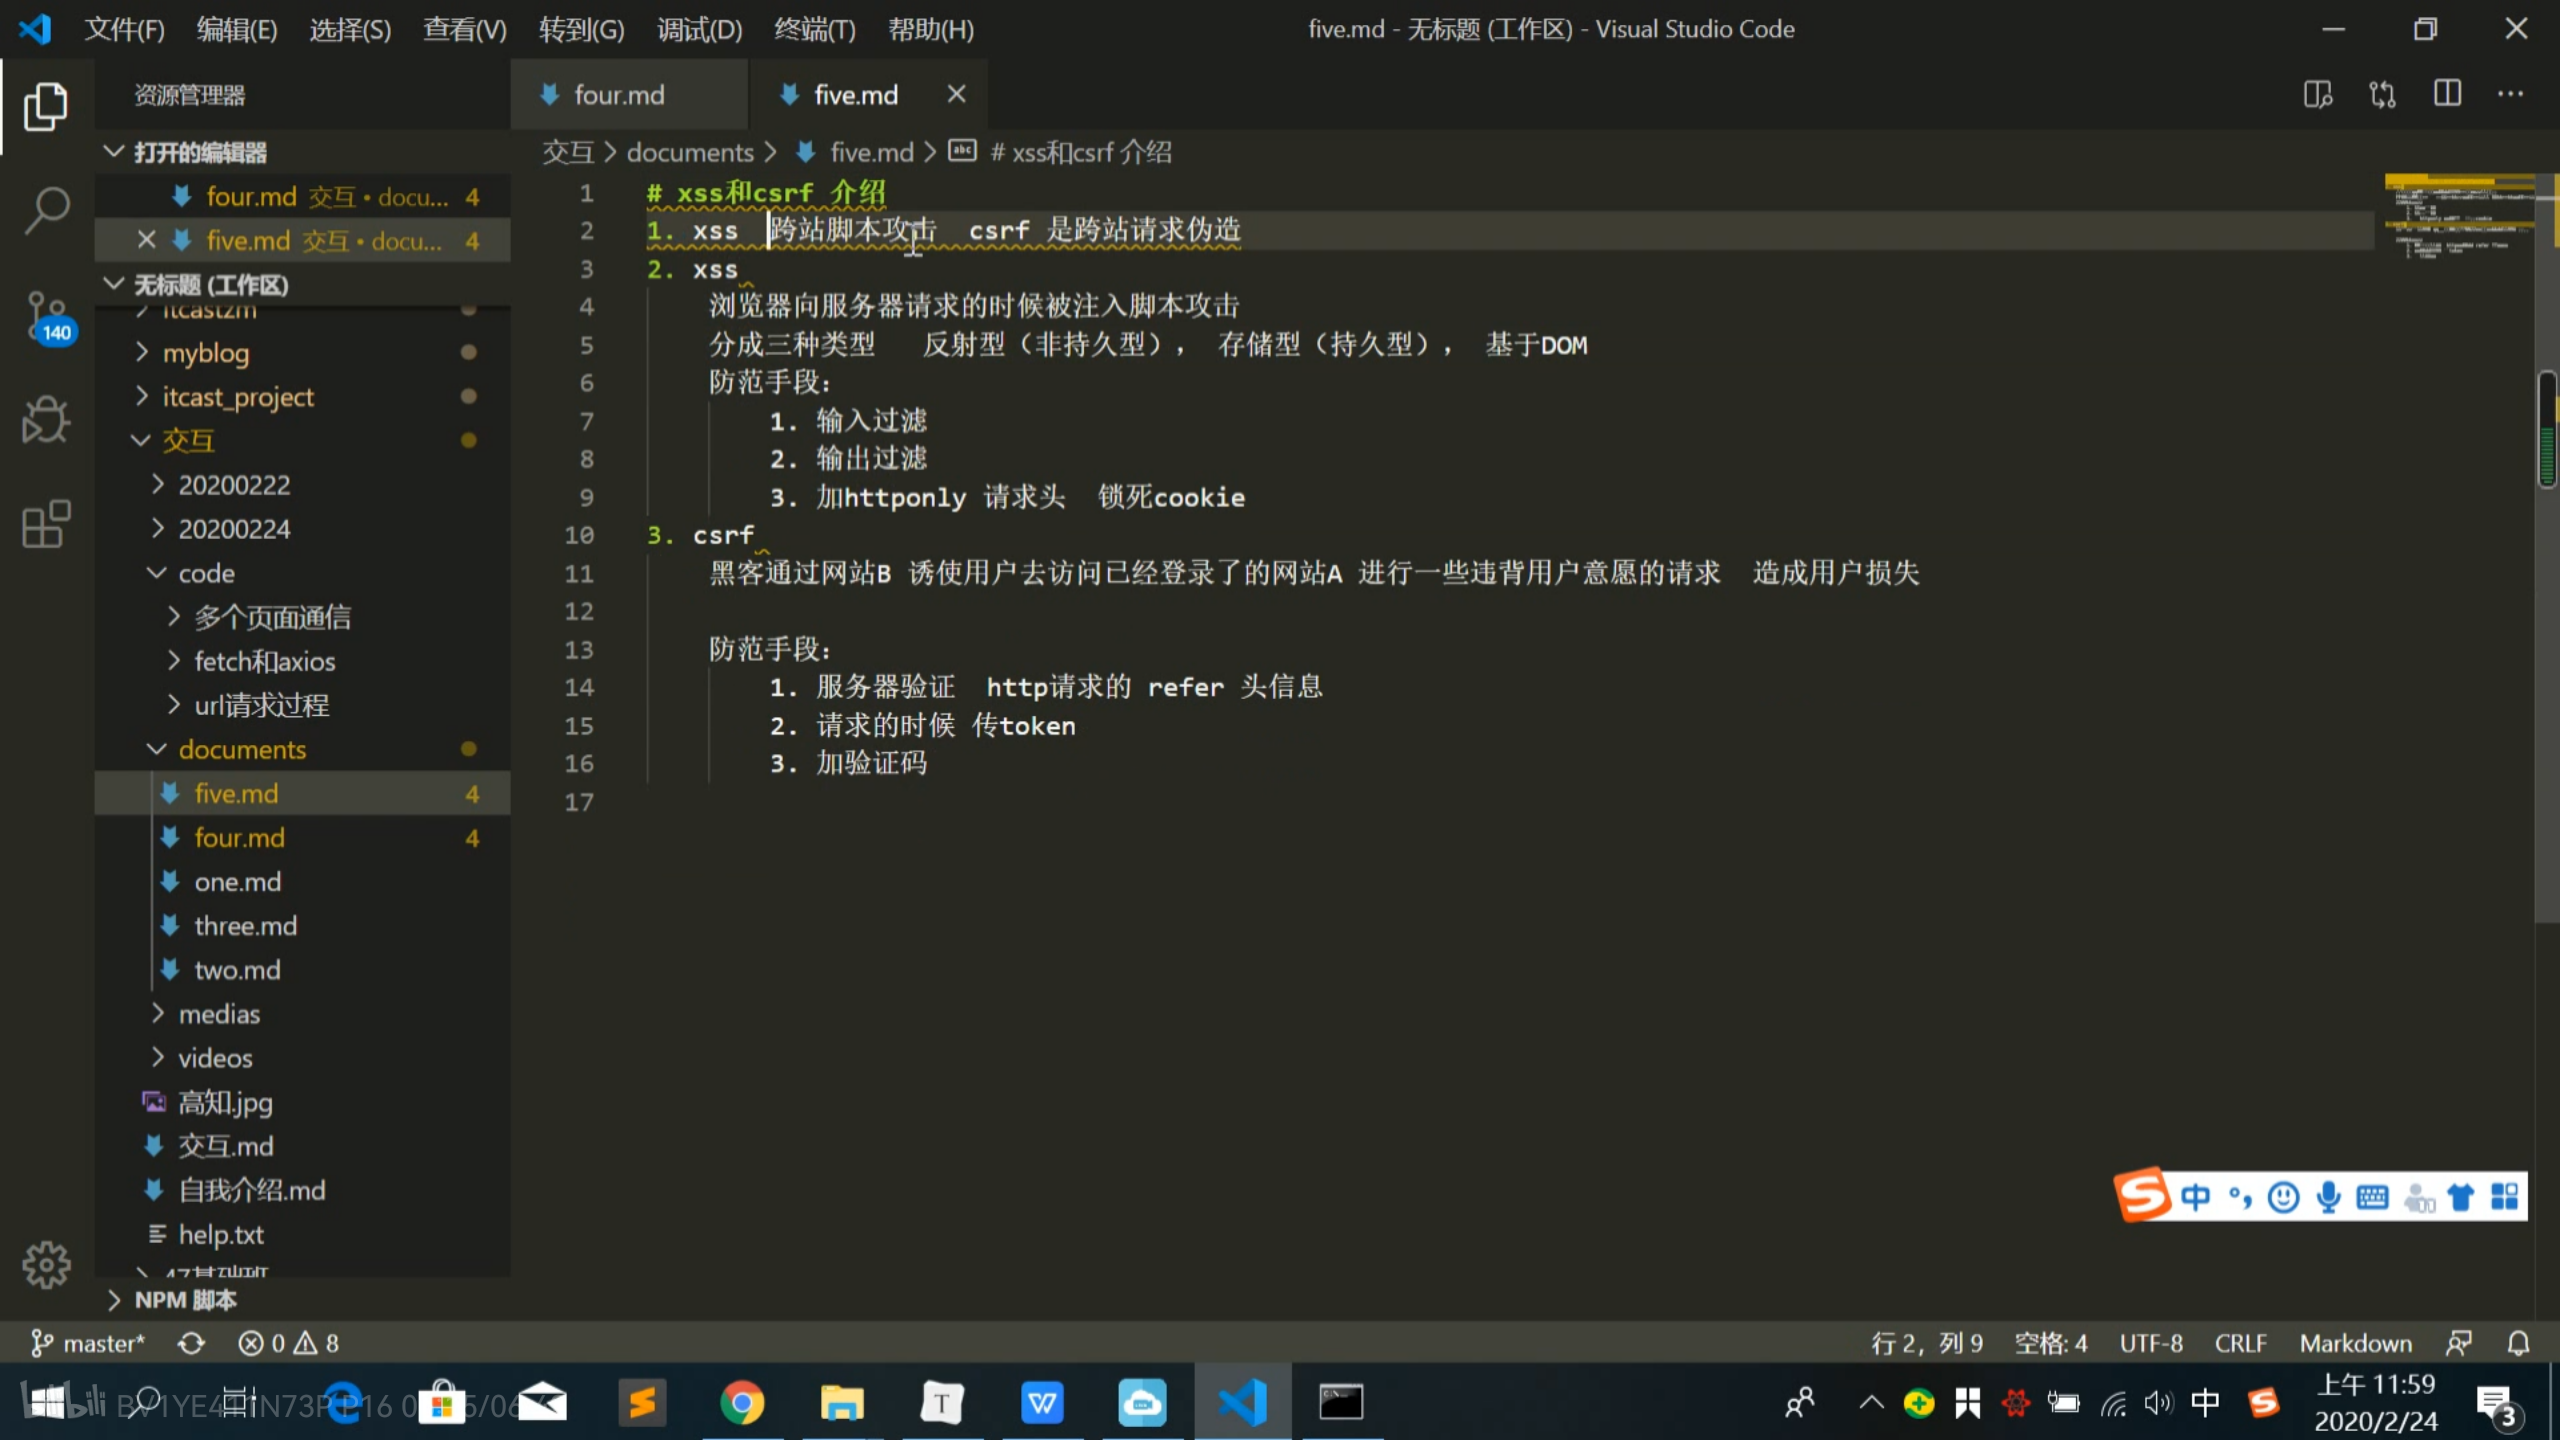 文件(F) 编辑(E) 选择(S) 查看(V) 转到(G) 调试(D) 终端(T) 帮助(H) five.md - 无标题 (工作区) - Visual Studio Code
资源管理器
打开的编辑器
four.md 交互 • docu... 4
five.md 交互 • docu... 4
无标题 (工作区)
itcastzm
myblog
itcast_project
交互
20200222
20200224
code
多个页面通信
fetch和axios
url请求过程
documents
five.md 4
four.md 4
one.md
three.md
two.md
medias
videos
高知.jpg
交互.md
自我介绍.md
help.txt
47基础班
NPM 脚本
140
four.md five.md
交互 > documents > five.md > # xss和csrf 介绍
1 # xss和csrf 介绍
2 1. xss 跨站脚本攻击 csrf 是跨站请求伪造
3 2. xss
4 浏览器向服务器请求的时候被注入脚本攻击
5 分成三种类型 反射型（非持久型）， 存储型（持久型）， 基于DOM
6 防范手段：
7 1. 输入过滤
8 2. 输出过滤
9 3. 加httponly 请求头 锁死cookie
10 3. csrf
11 黑客通过网站B 诱使用户去访问已经登录了的网站A 进行一些违背用户意愿的请求 造成用户损失
12
13 防范手段：
14 1. 服务器验证 http请求的 refer 头信息
15 2. 请求的时候 传token
16 3. 加验证码
17
中
master* 0 8 行 2，列 9 空格: 4 UTF-8 CRLF Markdown
bilibili BV1YE411N73P P16
中 上午 11:59
2020/2/24
3